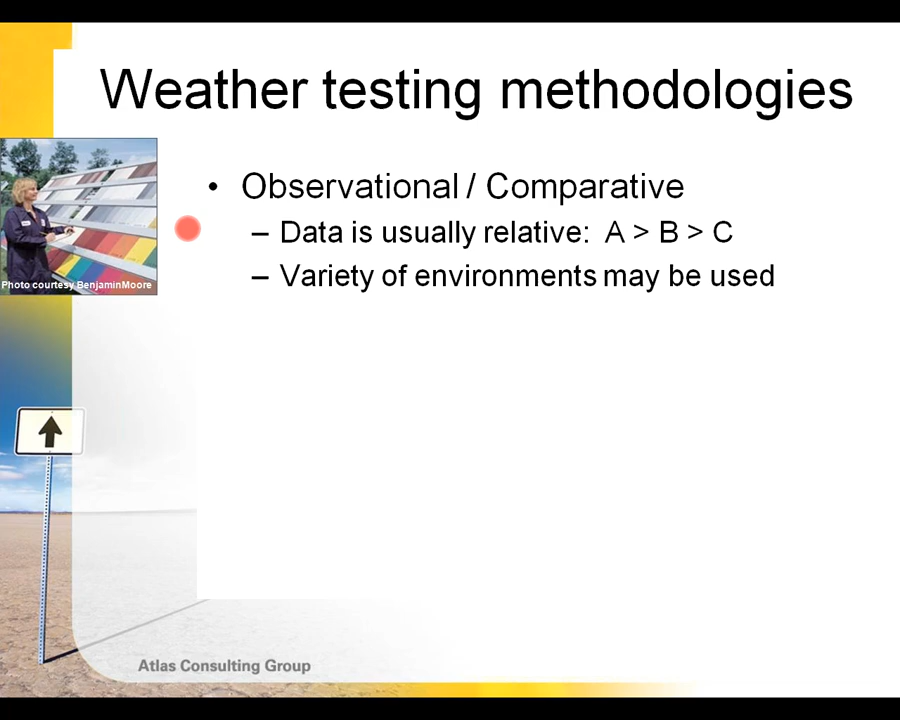 Weather testing methodologies
• Observational / Comparative
– Data is usually relative:  A > B > C
– Variety of environments may be used
Photo courtesy BenjaminMoore
Atlas Consulting Group